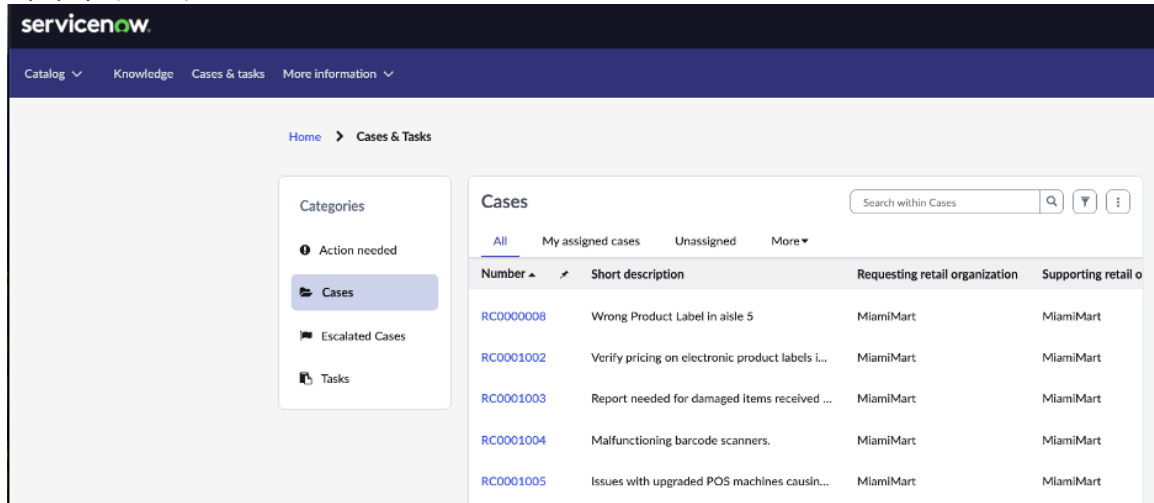 servicenow.
Catalog Knowledge Cases & tasks More information
Home > Cases & Tasks
Categories
Action needed
Cases
Escalated Cases
Tasks
Cases
Search within Cases
All My assigned cases Unassigned More
Number Short description Requesting retail organization Supporting retail o
RC0000008 Wrong Product Label in aisle 5 MiamiMart MiamiMart
RC0001002 Verify pricing on electronic product labels i... MiamiMart MiamiMart
RC0001003 Report needed for damaged items received ... MiamiMart MiamiMart
RC0001004 Malfunctioning barcode scanners. MiamiMart MiamiMart
RC0001005 Issues with upgraded POS machines causin... MiamiMart MiamiMart